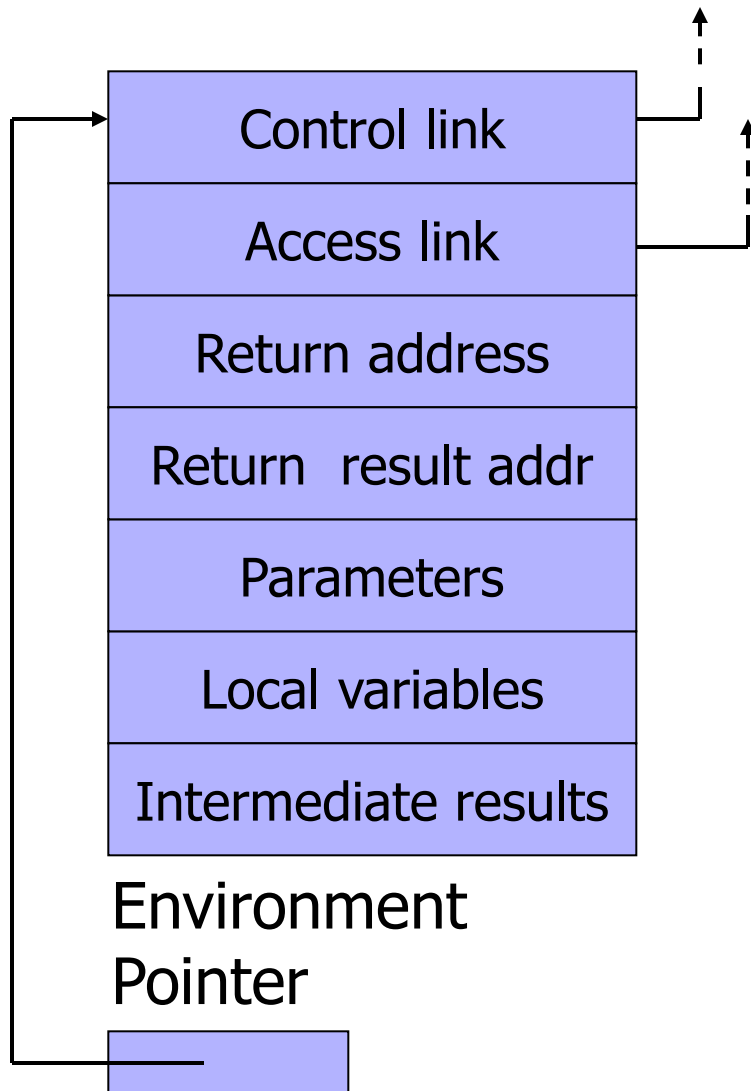 Control link
Access link
Return address
Return  result addr
Parameters
Local variables
Intermediate results
Environment
Pointer